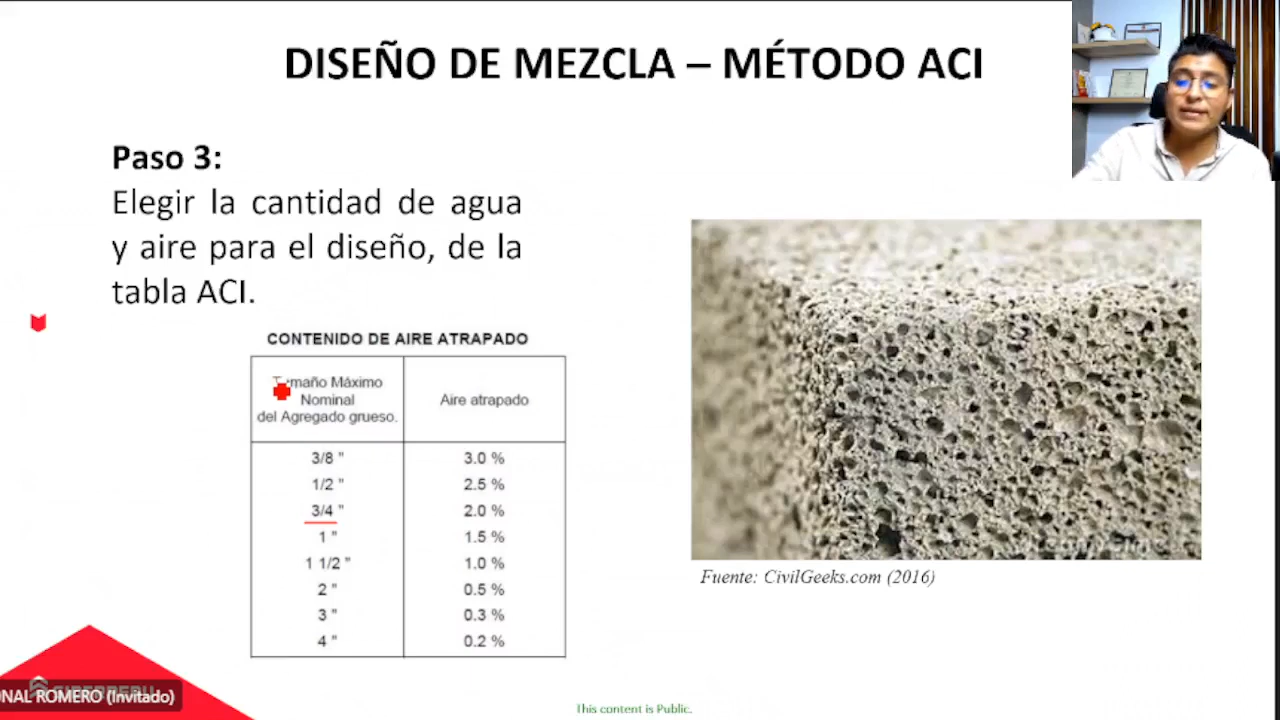 DISEÑO DE MEZCLA – MÉTODO ACI
Paso 3:
Elegir la cantidad de agua
y aire para el diseño, de la
tabla ACI.
CONTENIDO DE AIRE ATRAPADO
Tamaño Máximo
Nominal
del Agregado grueso.
Aire atrapado
3/8 " 3.0 %
1/2 " 2.5 %
3/4 " 2.0 %
1 " 1.5 %
1 1/2 " 1.0 %
2 " 0.5 %
3 " 0.3 %
4 " 0.2 %
Fuente: CivilGeeks.com (2016)
ONAL ROMERO (Invitado)
This content is Public.